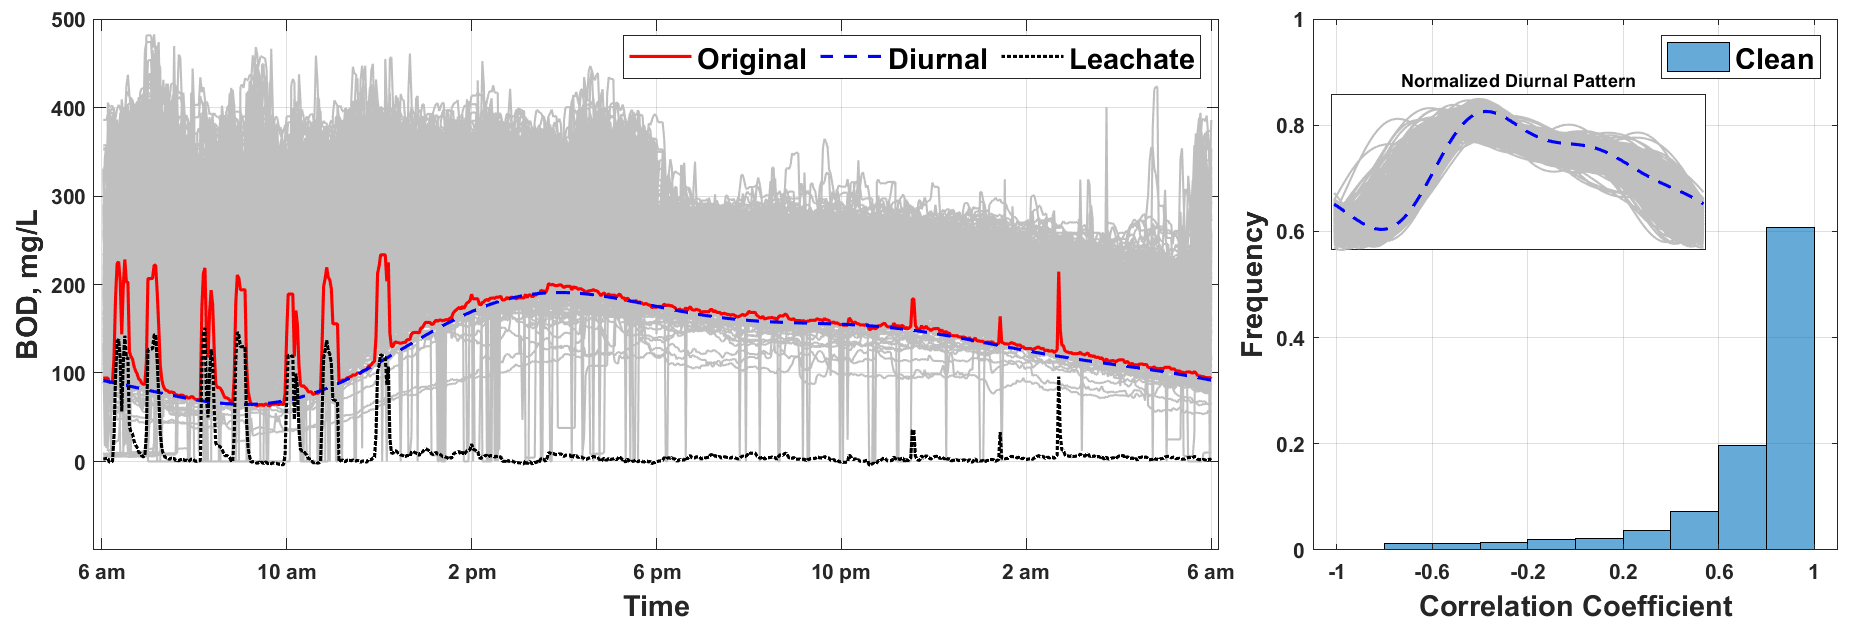 500
400
300
200
100
0
BOD, mg/L
Original Diurnal Leachate
6 am 10 am 2 pm 6 pm 10 pm 2 am 6 am
Time
1
0.8
0.6
0.4
0.2
0
Frequency
Clean
Normalized Diurnal Pattern
-1 -0.6 -0.2 0.2 0.6 1
Correlation Coefficient